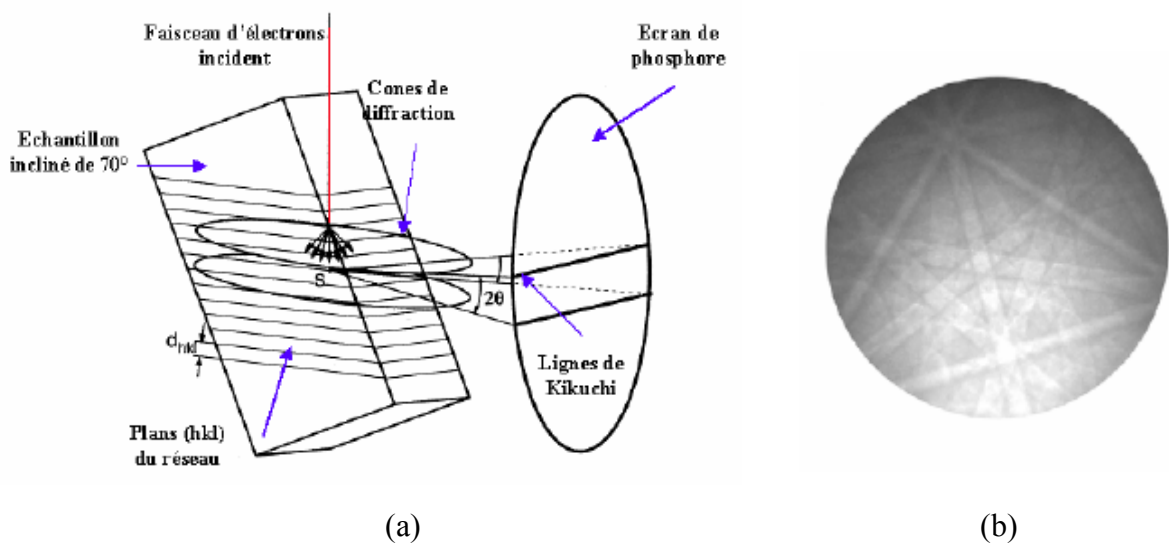 Faisceau d'électrons
incident
Ecran de
phosphore
Cones de
diffraction
Echantillon
incliné de 70°
S
2θ
d_hkl
Lignes de
Kikuchi
Plans (hkl)
du réseau
(a)
(b)